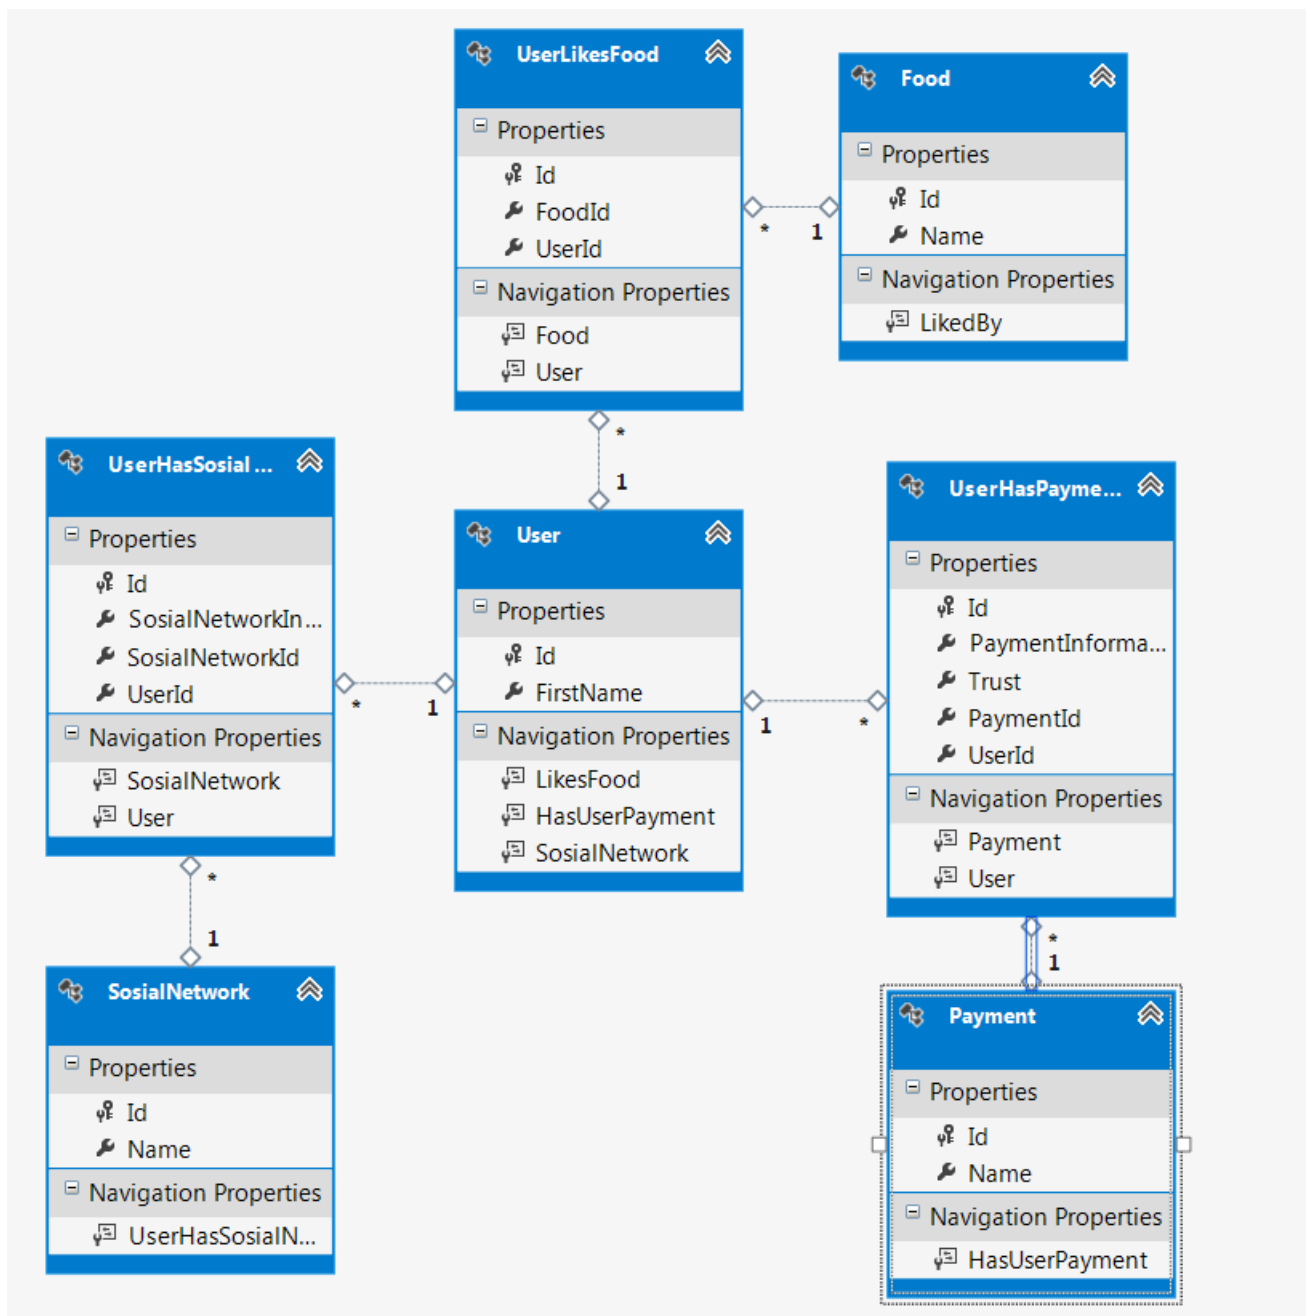 UserLikesFood
Properties
Id
FoodId
UserId
Navigation Properties
Food
User
*
1
Food
Properties
Id
Name
Navigation Properties
LikedBy
*
1
UserHasSosial ...
Properties
Id
SosialNetworkIn...
SosialNetworkId
UserId
Navigation Properties
SosialNetwork
User
*
1
User
Properties
Id
FirstName
Navigation Properties
LikesFood
HasUserPayment
SosialNetwork
1
*
UserHasPayme...
Properties
Id
PaymentInforma...
Trust
PaymentId
UserId
Navigation Properties
Payment
User
*
1
SosialNetwork
Properties
Id
Name
Navigation Properties
UserHasSosialN...
*
1
Payment
Properties
Id
Name
Navigation Properties
HasUserPayment